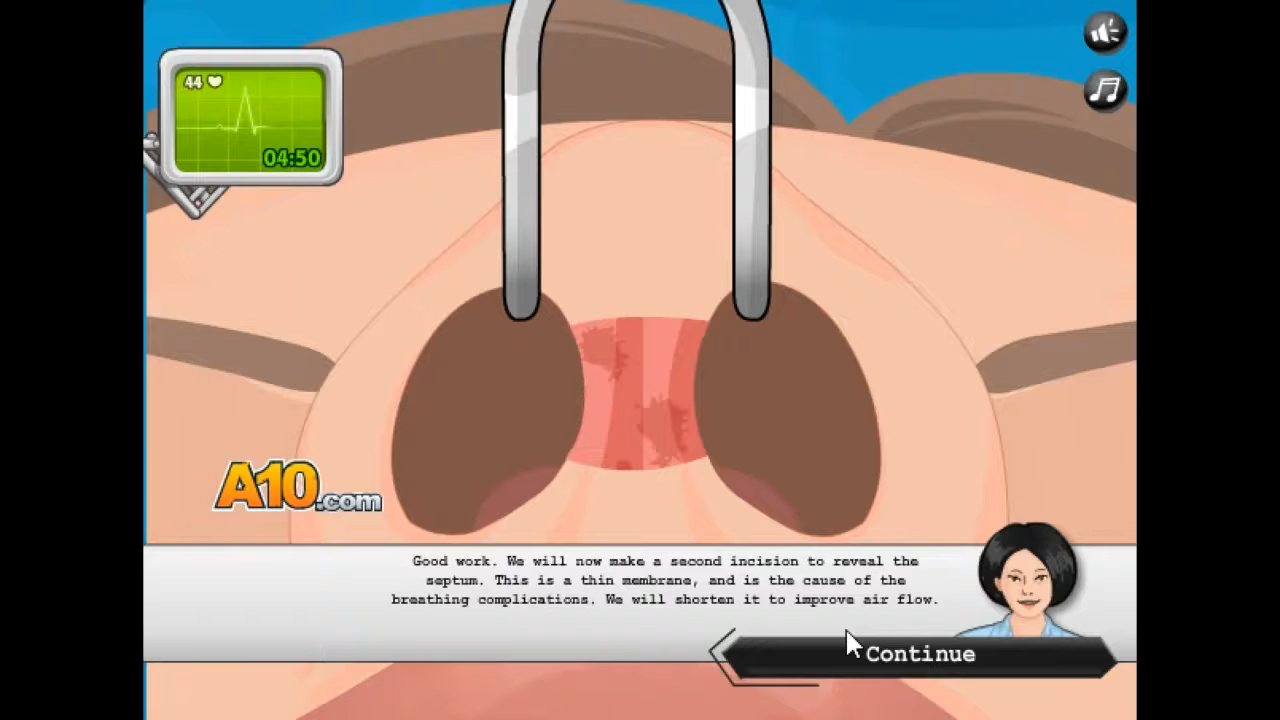 44
04:50
A10.com
Good work. We will now make a second incision to reveal the
septum. This is a thin membrane, and is the cause of the
breathing complications. We will shorten it to improve air flow.
Continue